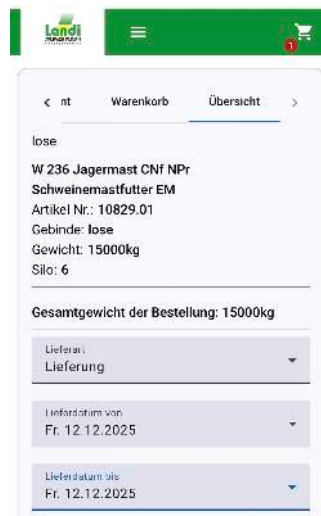 Landi
1
nt Warenkorb Übersicht
lose
W 236 Jagermast CNf NPr
Schweinemastfutter EM
Artikel Nr.: 10829.01
Gebinde: lose
Gewicht: 15000kg
Silo: 6
Gesamtgewicht der Bestellung: 15000kg
Lieferart
Lieferung
Lieferdatum von
Fr. 12.12.2025
Lieferdatum bis
Fr. 12.12.2025